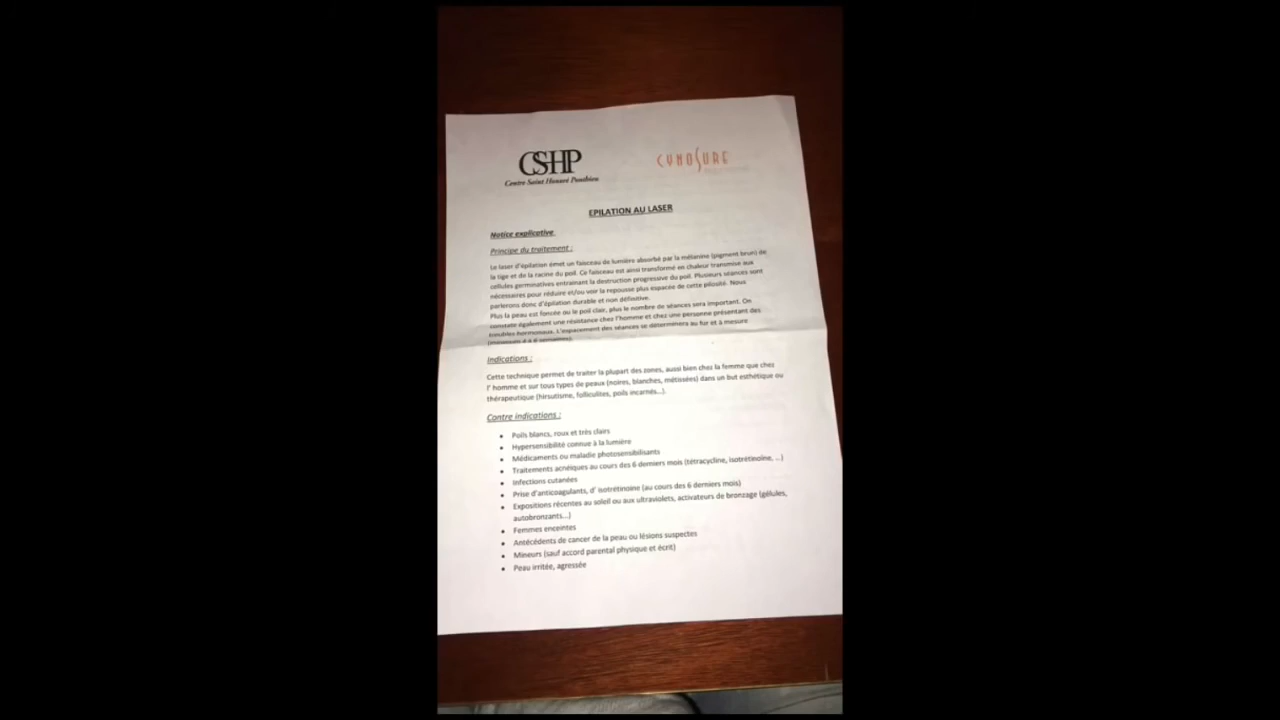 CSHP
Centre Saint Honoré Ponthieu
CYNOSURE
EPILATION AU LASER
Notice explicative
Principe du traitement :
Le laser d'épilation émet un faisceau de lumière absorbé par la mélanine (pigment brun) de
la tige et de la racine du poil. Ce faisceau est ainsi transformé en chaleur transmise aux
cellules germinatives entrainant la destruction progressive du poil. Plusieurs séances sont
nécessaires pour réduire et/ou voir la repousse plus espacée de cette pilosité. Nous
parlerons donc d'épilation durable et non définitive.
Plus la peau est foncée ou le poil clair, plus le nombre de séances sera important. On
constate également une résistance chez l'homme et chez une personne présentant des
troubles hormonaux. L'espacement des séances se déterminera au fur et à mesure
Indications :
Cette technique permet de traiter la plupart des zones, aussi bien chez la femme que chez
l' homme et sur tous types de peaux (noires, blanches, métissées) dans un but esthétique ou
thérapeutique (hirsutisme, folliculites, poils incarnés...).
Contre indications :
• Poils blancs, roux et très clairs
• Hypersensibilité connue à la lumière
• Médicaments ou maladie photosensibilisants
• Traitements acnéiques au cours des 6 derniers mois (tétracycline, isotrétinoïne, ...)
• Infections cutanées
• Prise d'anticoagulants, d' isotrétinoïne (au cours des 6 derniers mois)
• Expositions récentes au soleil ou aux ultraviolets, activateurs de bronzage (gélules,
autobronzants...)
• Femmes enceintes
• Antécédents de cancer de la peau ou lésions suspectes
• Mineurs (sauf accord parental physique et écrit)
• Peau irritée, agressée